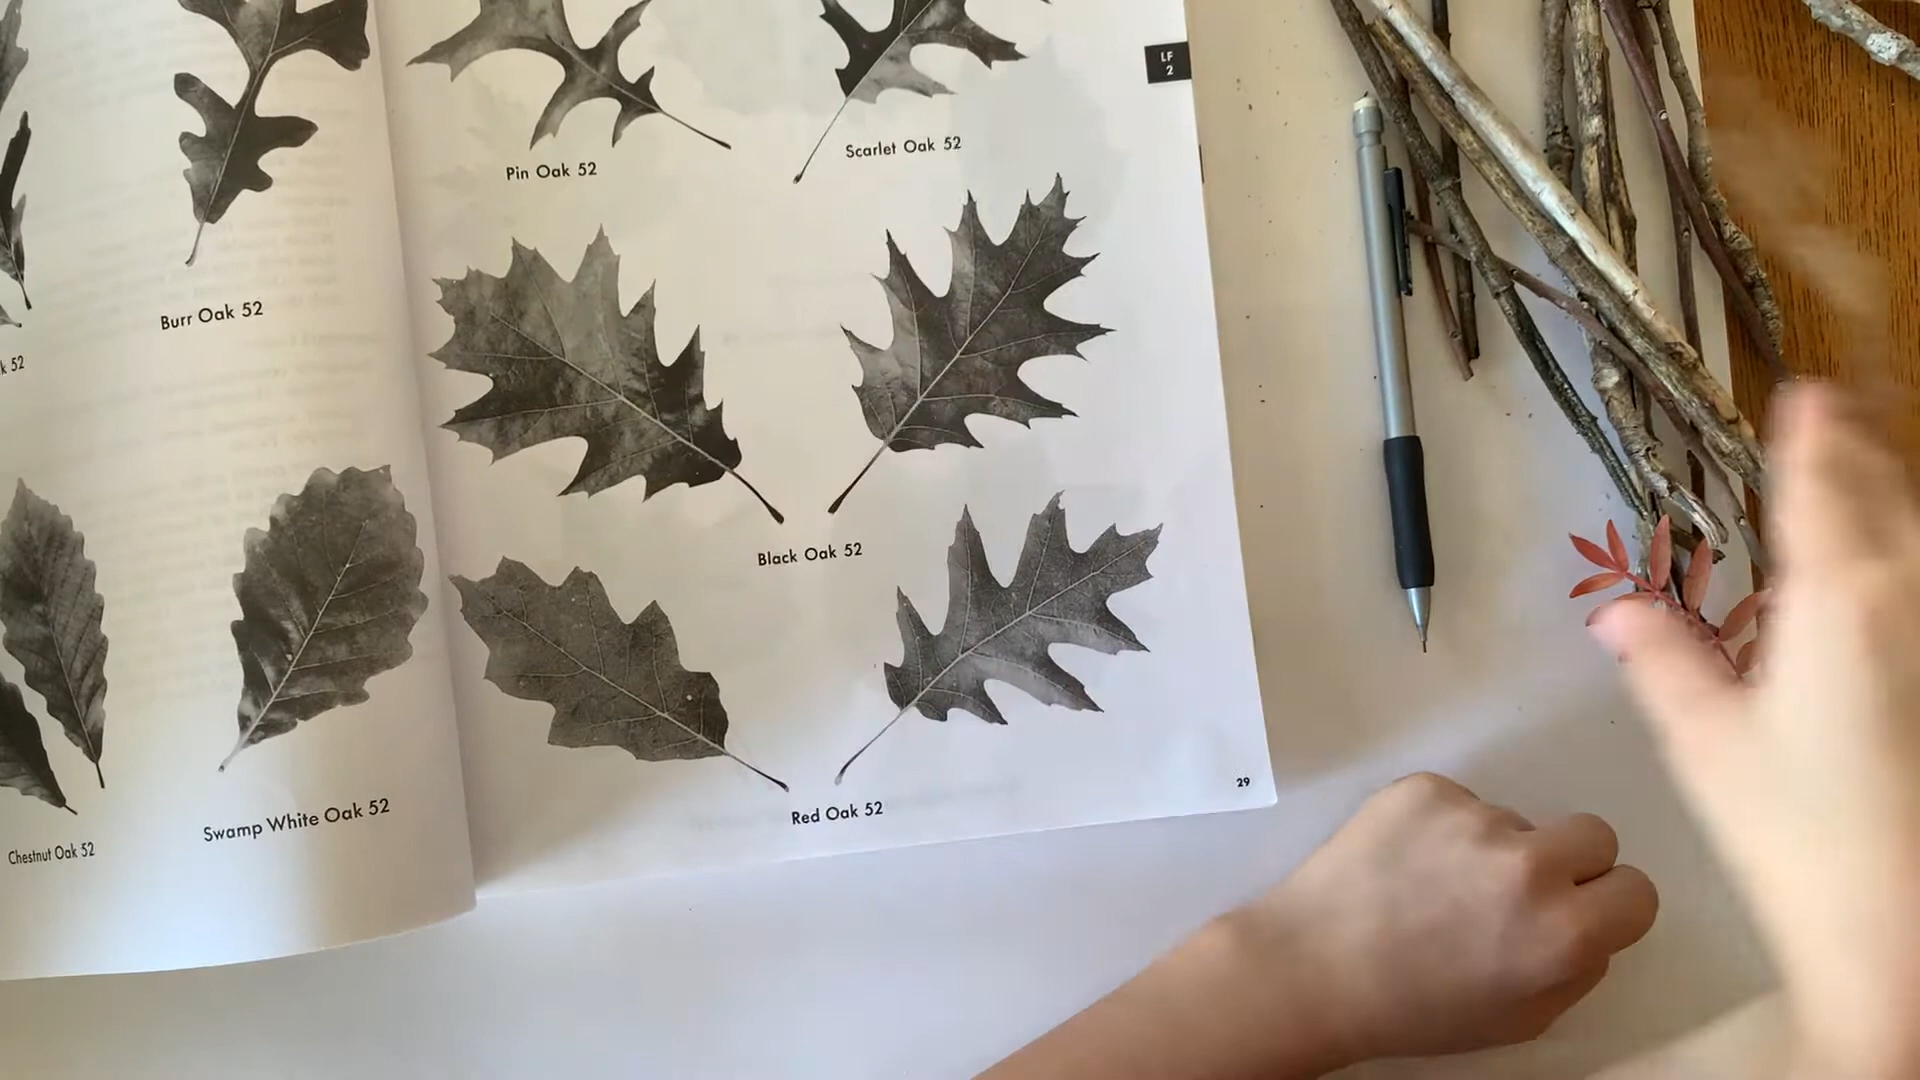 Burr Oak 52
k 52
Chestnut Oak 52
Swamp White Oak 52
LF
2
Pin Oak 52
Scarlet Oak 52
Black Oak 52
Red Oak 52
29